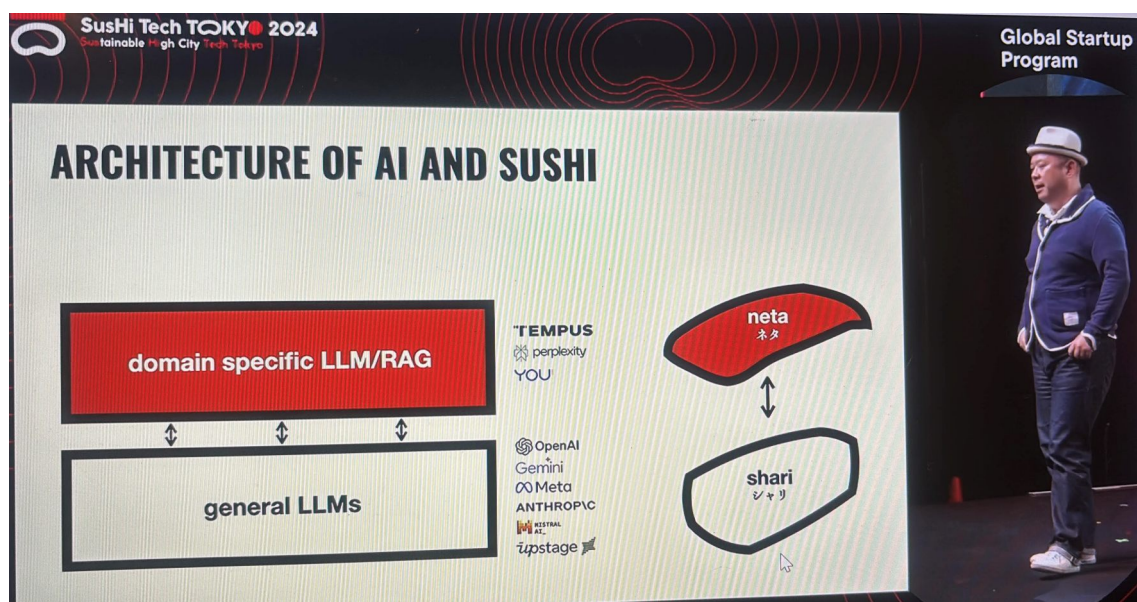 SusHi Tech TOKYO 2024
Sustainable High City Tech Tokyo
Global Startup
Program
ARCHITECTURE OF AI AND SUSHI
domain specific LLM/RAG
TEMPUS
perplexity
YOU
neta
ネタ
general LLMs
OpenAI
Gemini
Meta
ANTHROP\C
MISTRAL
AI_
upstage
shari
シャリ